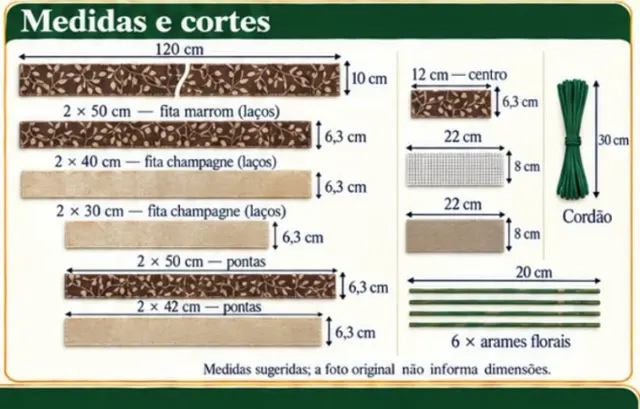 Medidas e cortes
120 cm
10 cm
2 × 50 cm — fita marrom (laços)
6,3 cm
2 × 40 cm — fita champagne (laços)
6,3 cm
2 × 30 cm — fita champagne (laços)
6,3 cm
2 × 50 cm — pontas
6,3 cm
2 × 42 cm — pontas
6,3 cm
12 cm — centro
6,3 cm
22 cm
8 cm
22 cm
8 cm
30 cm
Cordão
20 cm
6 × arames florais
Medidas sugeridas; a foto original não informa dimensões.